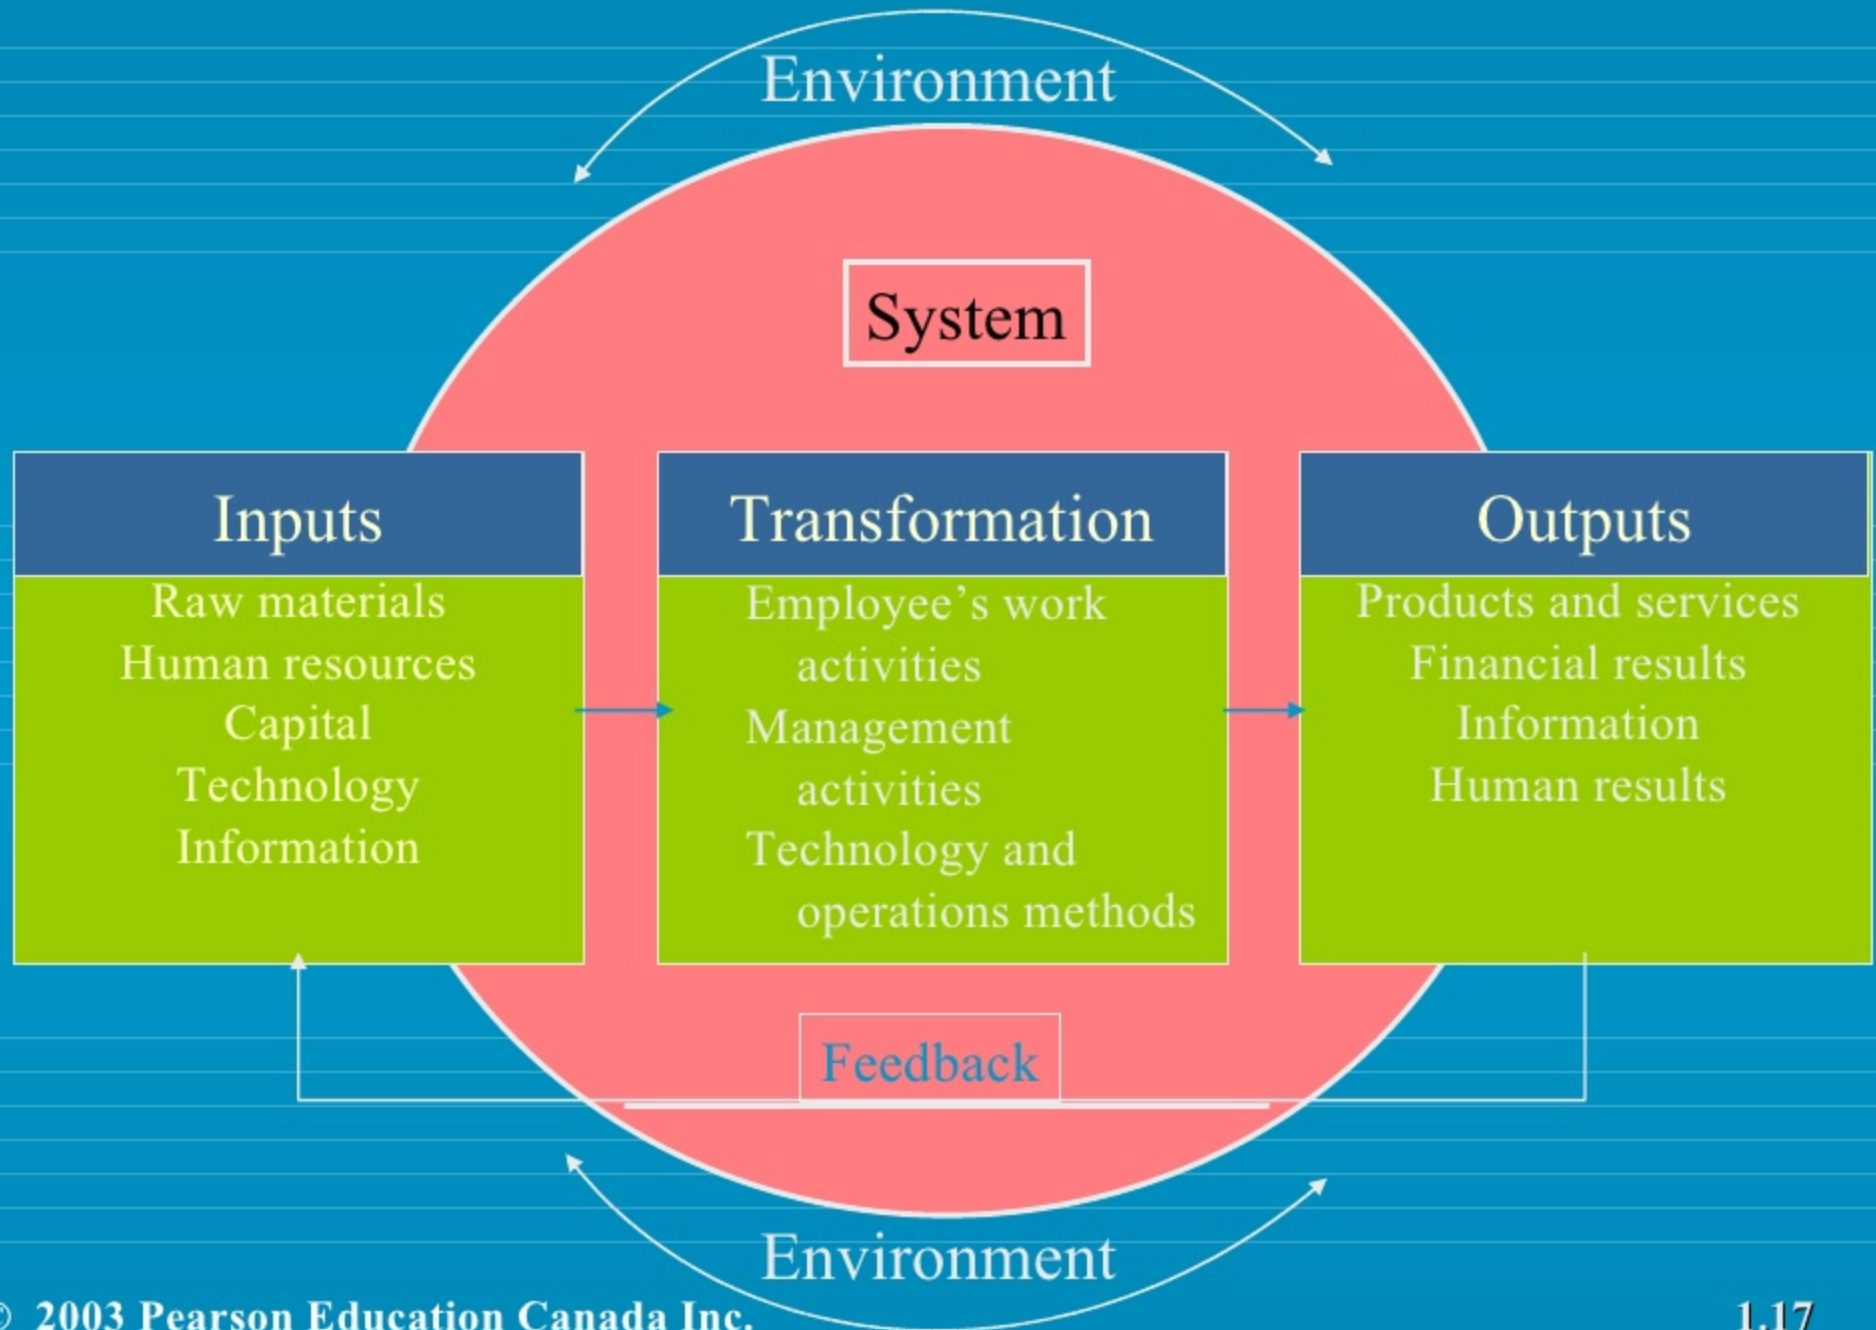 Environment
System
Inputs
Raw materials
Human resources
Capital
Technology
Information
Transformation
Employee’s work
activities
Management
activities
Technology and
operations methods
Outputs
Products and services
Financial results
Information
Human results
Feedback
Environment
© 2003 Pearson Education Canada Inc.
1.17